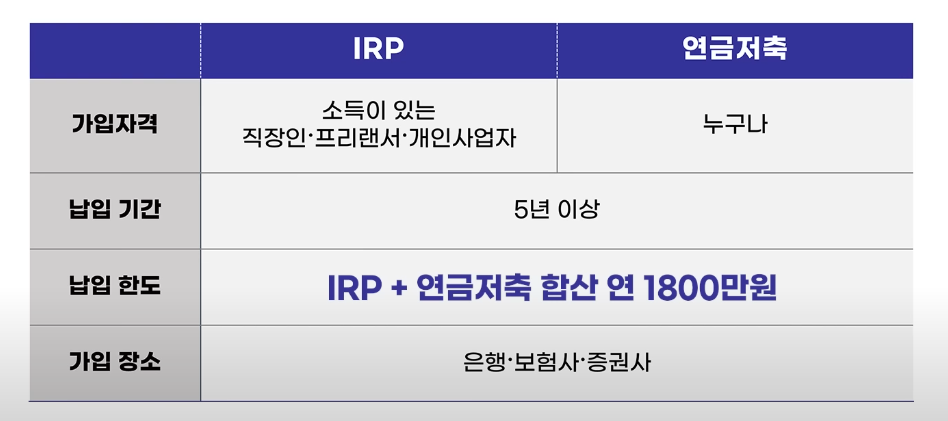 IRP
연금저축
가입자격
소득이 있는
직장인·프리랜서·개인사업자
누구나
납입 기간
5년 이상
납입 한도
IRP + 연금저축 합산 연 1800만원
가입 장소
은행·보험사·증권사